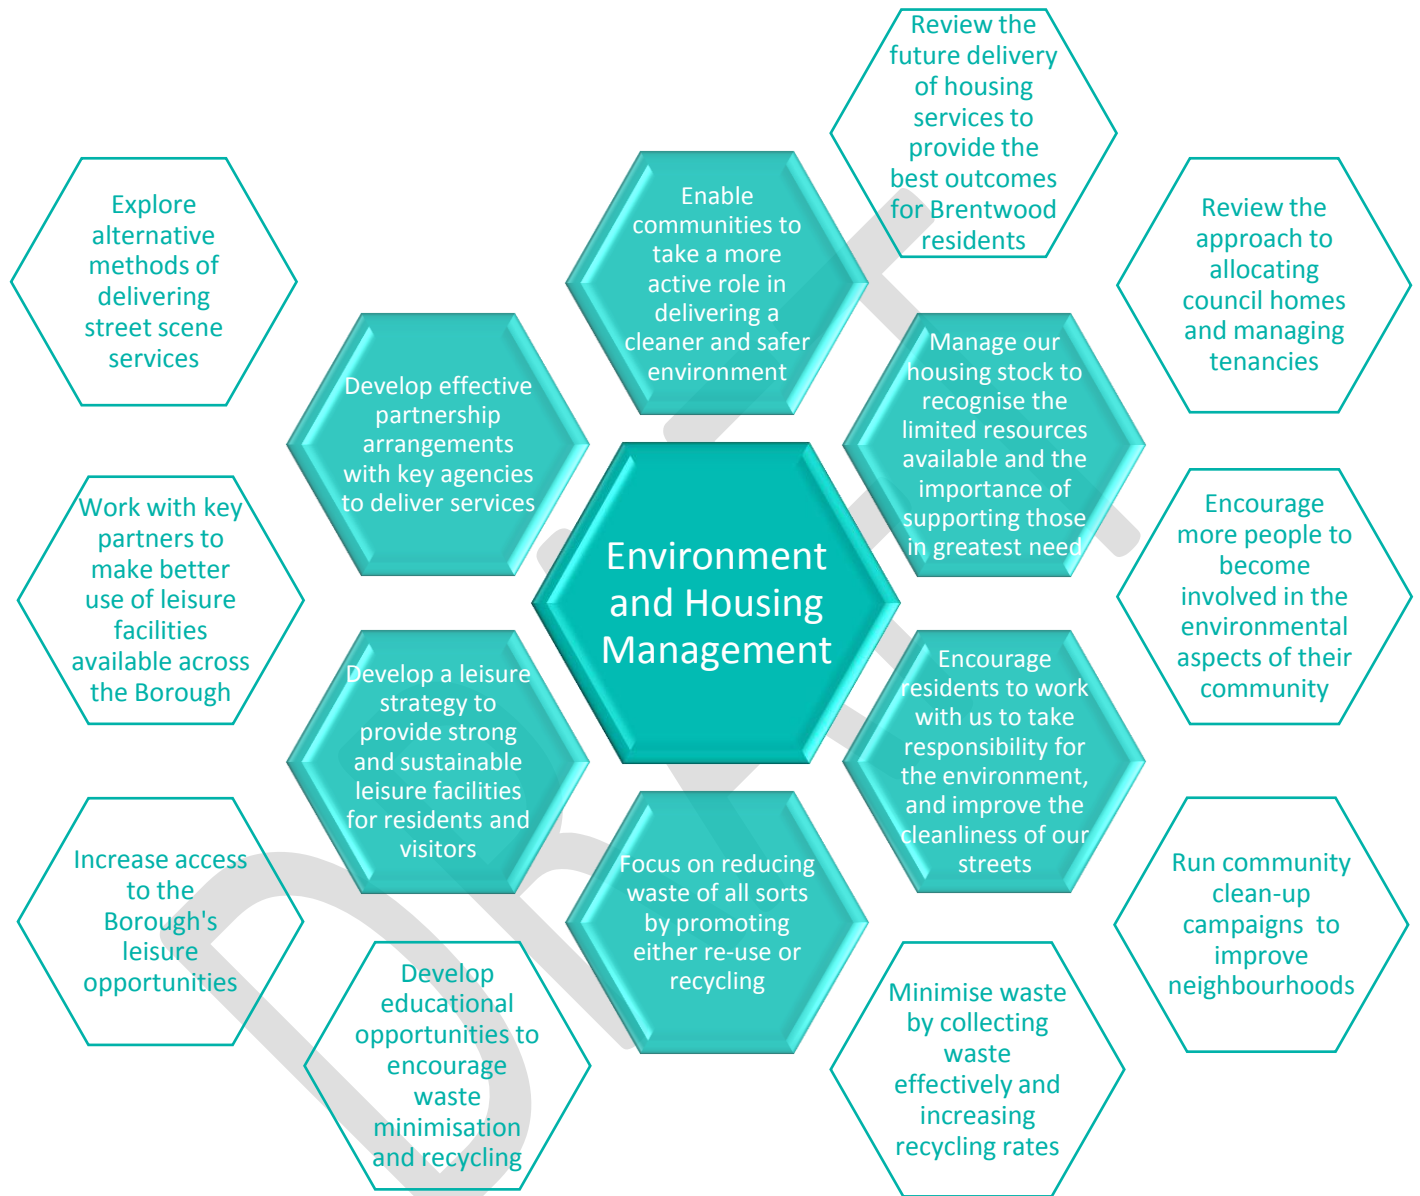 Review the
future delivery
of housing
services to
provide the
best outcomes
for Brentwood
residents
Explore
alternative
methods of
delivering
street scene
services
Enable
communities to
take a more
active role in
delivering a
cleaner and safer
environment
Review the
approach to
allocating
council homes
and managing
tenancies
Develop effective
partnership
arrangements
with key agencies
to deliver services
Manage our
housing stock to
recognise the
limited resources
available and the
importance of
supporting those
in greatest need
Work with key
partners to
make better
use of leisure
facilities
available across
the Borough
Environment
and Housing
Management
Encourage
more people to
become
involved in the
environmental
aspects of their
community
Develop a leisure
strategy to
provide strong
and sustainable
leisure facilities
for residents and
visitors
Encourage
residents to work
with us to take
responsibility for
the environment,
and improve the
cleanliness of our
streets
Increase access
to the
Borough's
leisure
opportunities
Focus on reducing
waste of all sorts
by promoting
either re-use or
recycling
Run community
clean-up
campaigns  to
improve
neighbourhoods
Develop
educational
opportunities to
encourage
waste
minimisation
and recycling
Minimise waste
by collecting
waste
effectively and
increasing
recycling rates
DRAFT